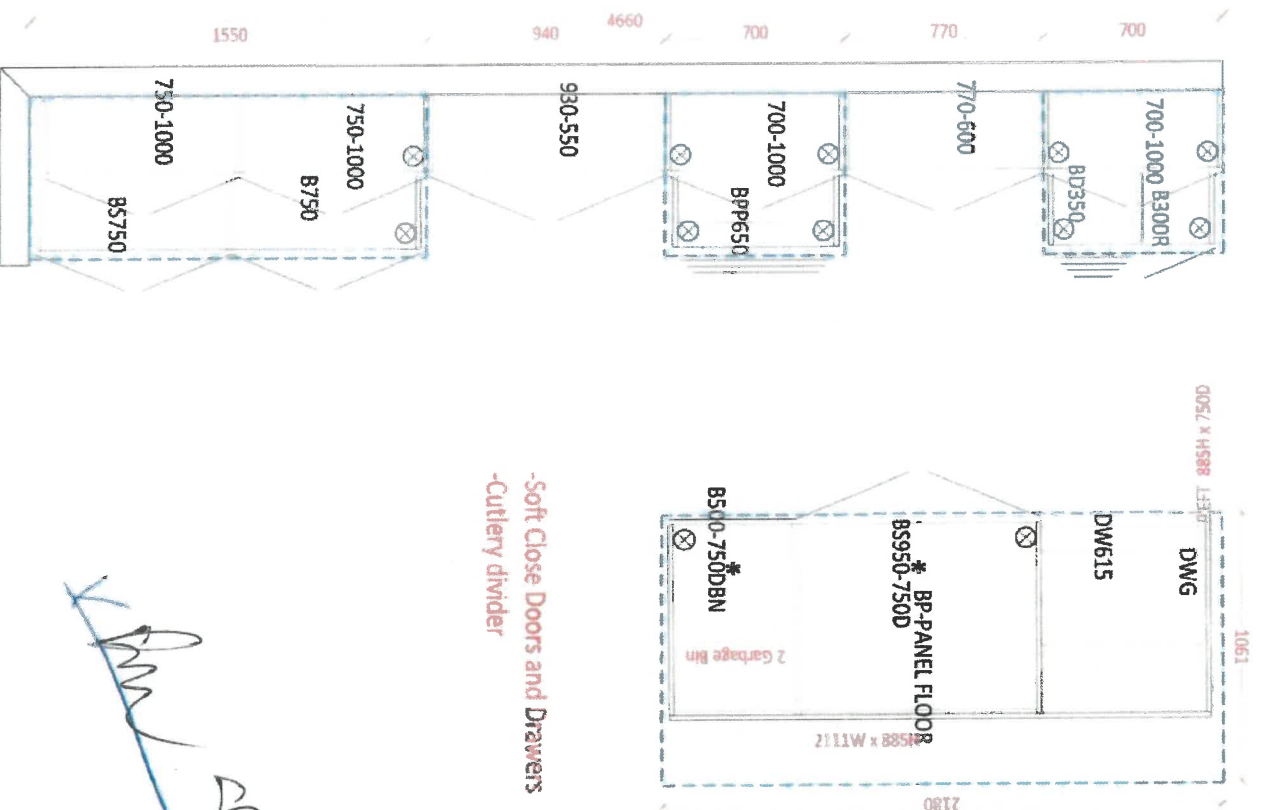 4660
1550
940
700
770
700
750-1000
750-1000
930-550
700-1000
770-600
700-1000
BS750
B750
BPP650
BD350
B300R
B500-750DBN
*
BS950-750D
*
BP-PANEL FLOOR
DW615
DWG
885H x 750D
1061
2 Garbage Bin
2111W x 885H
2180
-Soft Close Doors and Drawers
-Cutlery divider